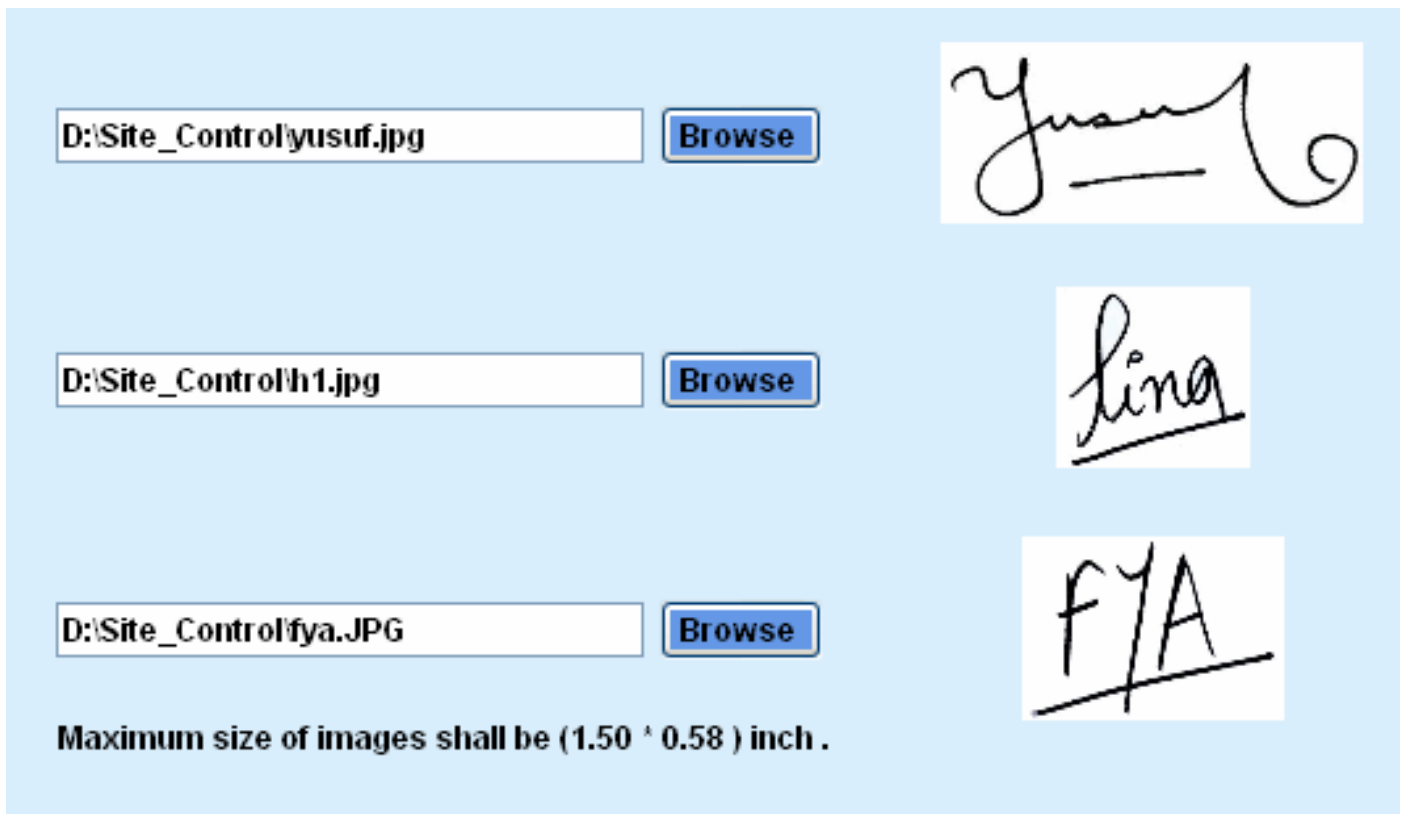 D:\Site_Control\yusuf.jpg Browse Yusuf
D:\Site_Control\h1.jpg Browse lina
D:\Site_Control\fya.JPG Browse FYA
Maximum size of images shall be (1.50 * 0.58 ) inch .